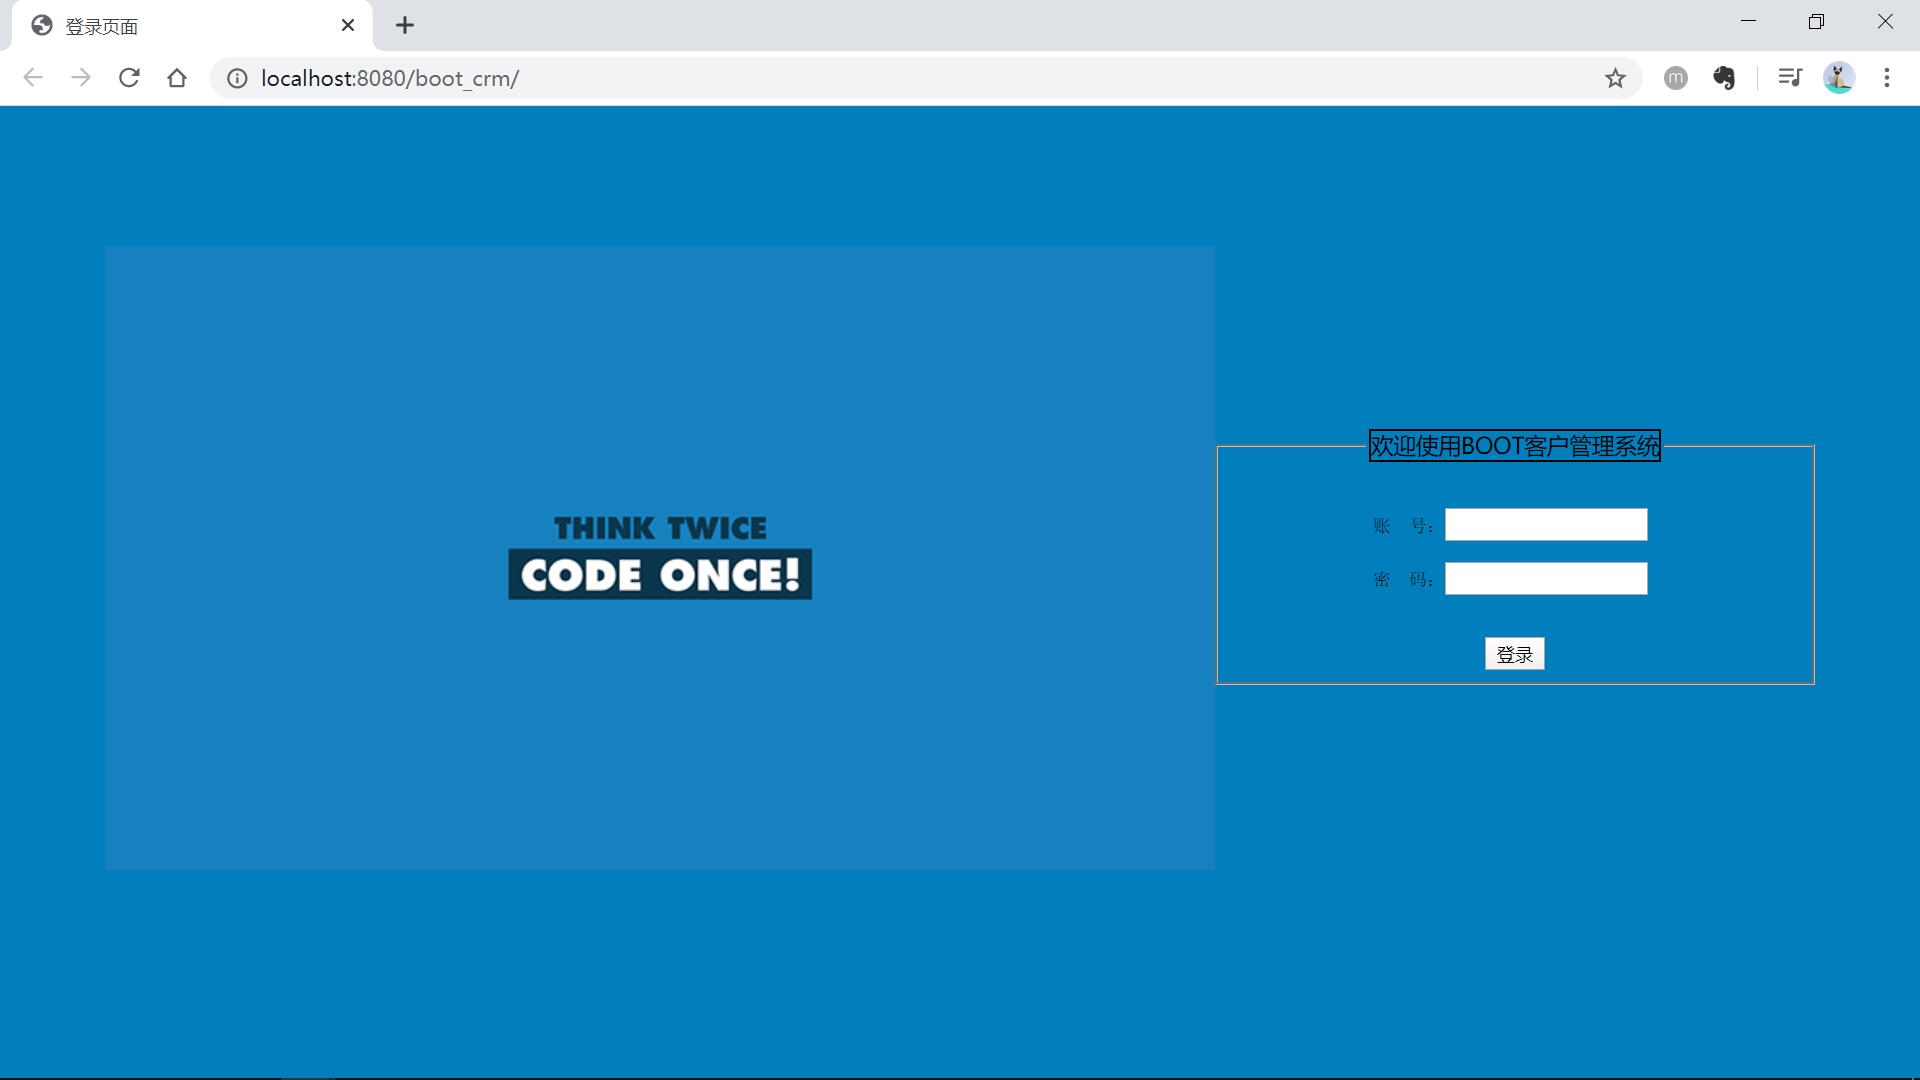 登录页面
localhost:8080/boot_crm/
m
THINK TWICE
CODE ONCE!
欢迎使用BOOT客户管理系统
账 号：
密 码：
登录